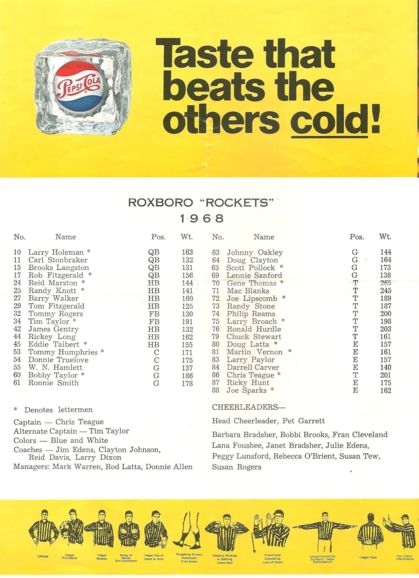 PEPSI-COLA
Taste that
beats the
others cold!
ROXBORO "ROCKETS"
1968
No. Name Pos. Wt.
10 Larry Holeman * QB 163
11 Carl Stonbraker QB 132
15 Brooks Langston QB 131
17 Rob Fitzgerald * QB 156
24 Reid Marston * HB 144
25 Randy Knott * HB 141
27 Barry Walker HB 160
29 Tom Fitzgerald HB 125
32 Tommy Rogers FB 130
34 Tim Taylor * FB 191
42 James Gentry HB 132
44 Rickey Long HB 162
45 Eddie Talbert * HB 155
53 Tommy Humphries * C 171
54 Donnie Truelove C 175
55 W. N. Hamlett G 137
60 Bobby Taylor * G 186
61 Ronnie Smith G 178
No. Name Pos. Wt.
63 Johnny Oakley G 144
64 Doug Clayton G 164
65 Scott Pollock * G 173
69 Lennie Sanford G 138
70 Gene Thomas * T 265
71 Mac Blanks T 245
72 Joe Lipscomb * T 189
73 Randy Stone T 187
74 Philip Reams T 200
75 Larry Broach * T 198
76 Ronald Hurdle T 203
79 Chuck Stewart T 161
80 Doug Latta * E 157
81 Martin Vernon * E 161
83 Larry Paylor E 157
84 Darrell Carver E 140
86 Chris Teague * T 201
87 Ricky Hunt E 175
88 Joe Sparks * E 162
* Denotes lettermen
Captain — Chris Teague
Alternate Captain — Tim Taylor
Colors — Blue and White
Coaches — Jim Edens, Clayton Johnson,
Reid Davis, Larry Dixon
Managers: Mark Warren, Rod Latta, Donnie Allen
CHEERLEADERS—
Head Cheerleader, Pet Garrett
Barbara Bradsher, Bobbi Brooks, Fran Cleveland
Lana Foushee, Janet Bradsher, Julie Edens,
Peggy Lunsford, Rebecca O'Brient, Susan Tew,
Susan Rogers